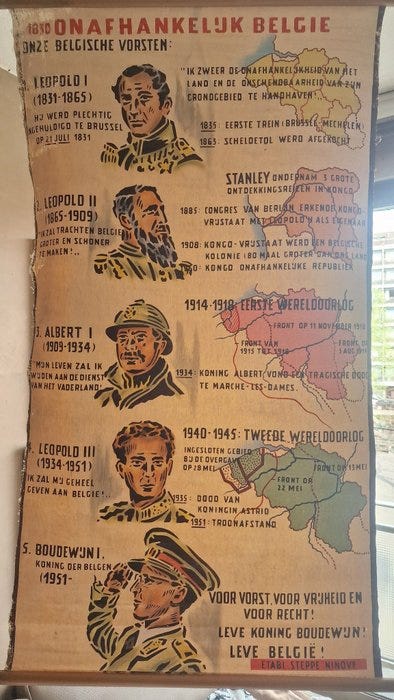 1830 ONAFHANKELIJK BELGIE
ONZE BELGISCHE VORSTEN:
1. LEOPOLD I
(1831-1865)
HIJ WERD PLECHTIG
INGEHULDIGD TE BRUSSEL
OP 21 JULI 1831
"IK ZWEER DE ONAFHANKELIJKHEID VAN HET
LAND EN DE ONSCHENDBAARHEID VAN ZIJN
GRONDGEBIED TE HANDHAVEN"...
1835: EERSTE TREIN (BRUSSEL-MECHELEN)
1863: SCHELDETOL WERD AFGEKOCHT
2. LEOPOLD II
(1865-1909)
"IK ZAL TRACHTEN BELGIE
GROTER EN SCHONER
TE MAKEN!..
STANLEY ONDERNAM 3 GROTE
ONTDEKKINGSREIZEN IN KONGO
1885: CONGRES VAN BERLIJN ERKENDE KONGO-
VRIJSTAAT MET LEOPOLD II ALS EIGENAAR
1908: KONGO-VRIJSTAAT WERD EEN BELGISCHE
KOLONIE (80 MAAL GROTER DAN ONS LAND
1960: KONGO ONAFHANKELIJKE REPUBLIEK
3. ALBERT I
(1909-1934)
"MIJN LEVEN ZAL IK
WIJDEN AAN DE DIENST
VAN HET VADERLAND"
1914-1918: EERSTE WERELDOORLOG
FRONT OP 11 NOVEMBER 1918
FRONT VAN
1915 TOT 1918
FRONT OP
1934: KONING ALBERT VOND EEN TRAGISCHE DOOD
TE MARCHE-LES-DAMES.
4. LEOPOLD III
(1934-1951)
IK ZAL MIJ GEHEEL
GEVEN AAN BELGIE!..
1940-1945: TWEEDE WERELDOORLOG
INGESLOTEN GEBIED
BIJ DE OVERGAVE
OP 28 MEI
FRONT OP 15 MEI
FRONT OP
22 MEI
1935: DOOD VAN
KONINGIN ASTRID
1951: TROONAFSTAND
5. BOUDEWIJN I.
KONING DER BELGEN
(1951-
VOOR VORST, VOOR VRIJHEID EN
VOOR RECHT!
LEVE KONING BOUDEWIJN!
LEVE BELGIË!
ETABL STEPPE NINOVE